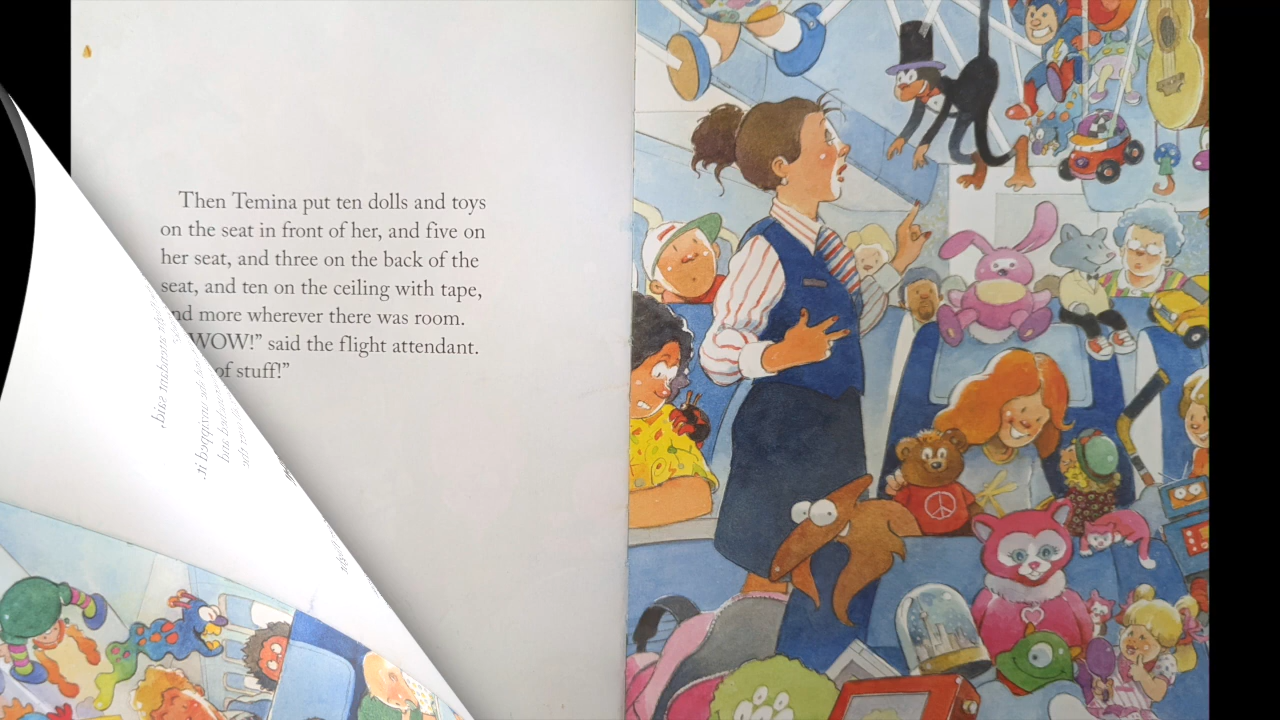 Then Temina put ten dolls and toys
on the seat in front of her, and five on
her seat, and three on the back of the
seat, and ten on the ceiling with tape,
and more wherever there was room.
WOW!” said the flight attendant.
of stuff!”